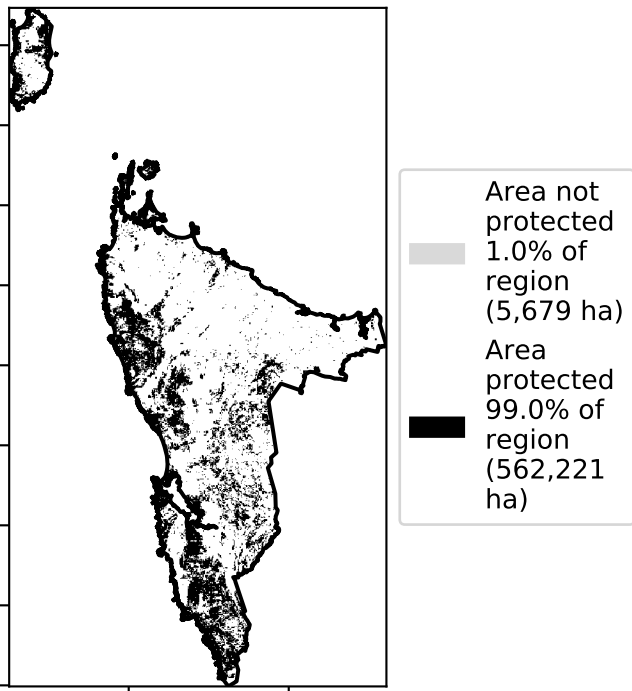 Area not
protected
1.0% of
region
(5,679 ha)
Area
protected
99.0% of
region
(562,221
ha)